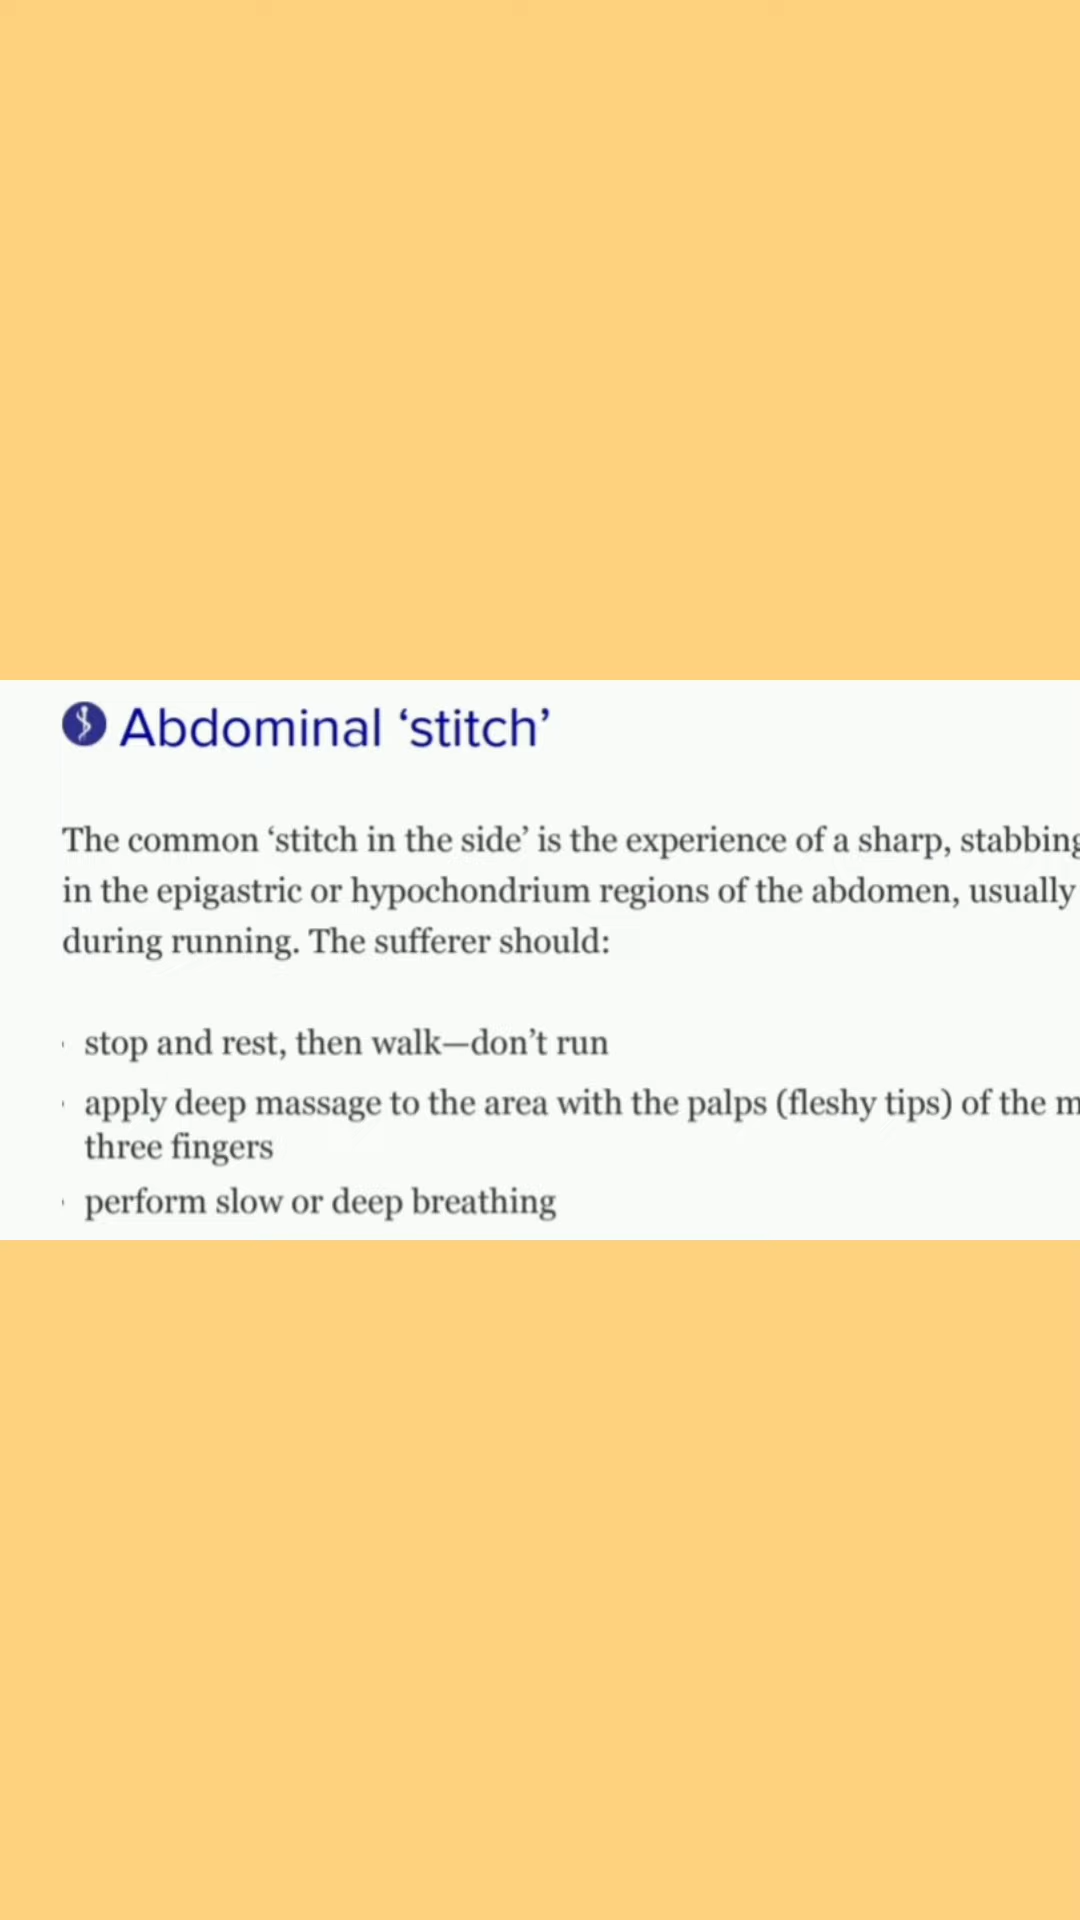 Abdominal ‘stitch’
The common ‘stitch in the side’ is the experience of a sharp, stabbing
in the epigastric or hypochondrium regions of the abdomen, usually
during running. The sufferer should:
stop and rest, then walk—don’t run
apply deep massage to the area with the palps (fleshy tips) of the m
three fingers
perform slow or deep breathing